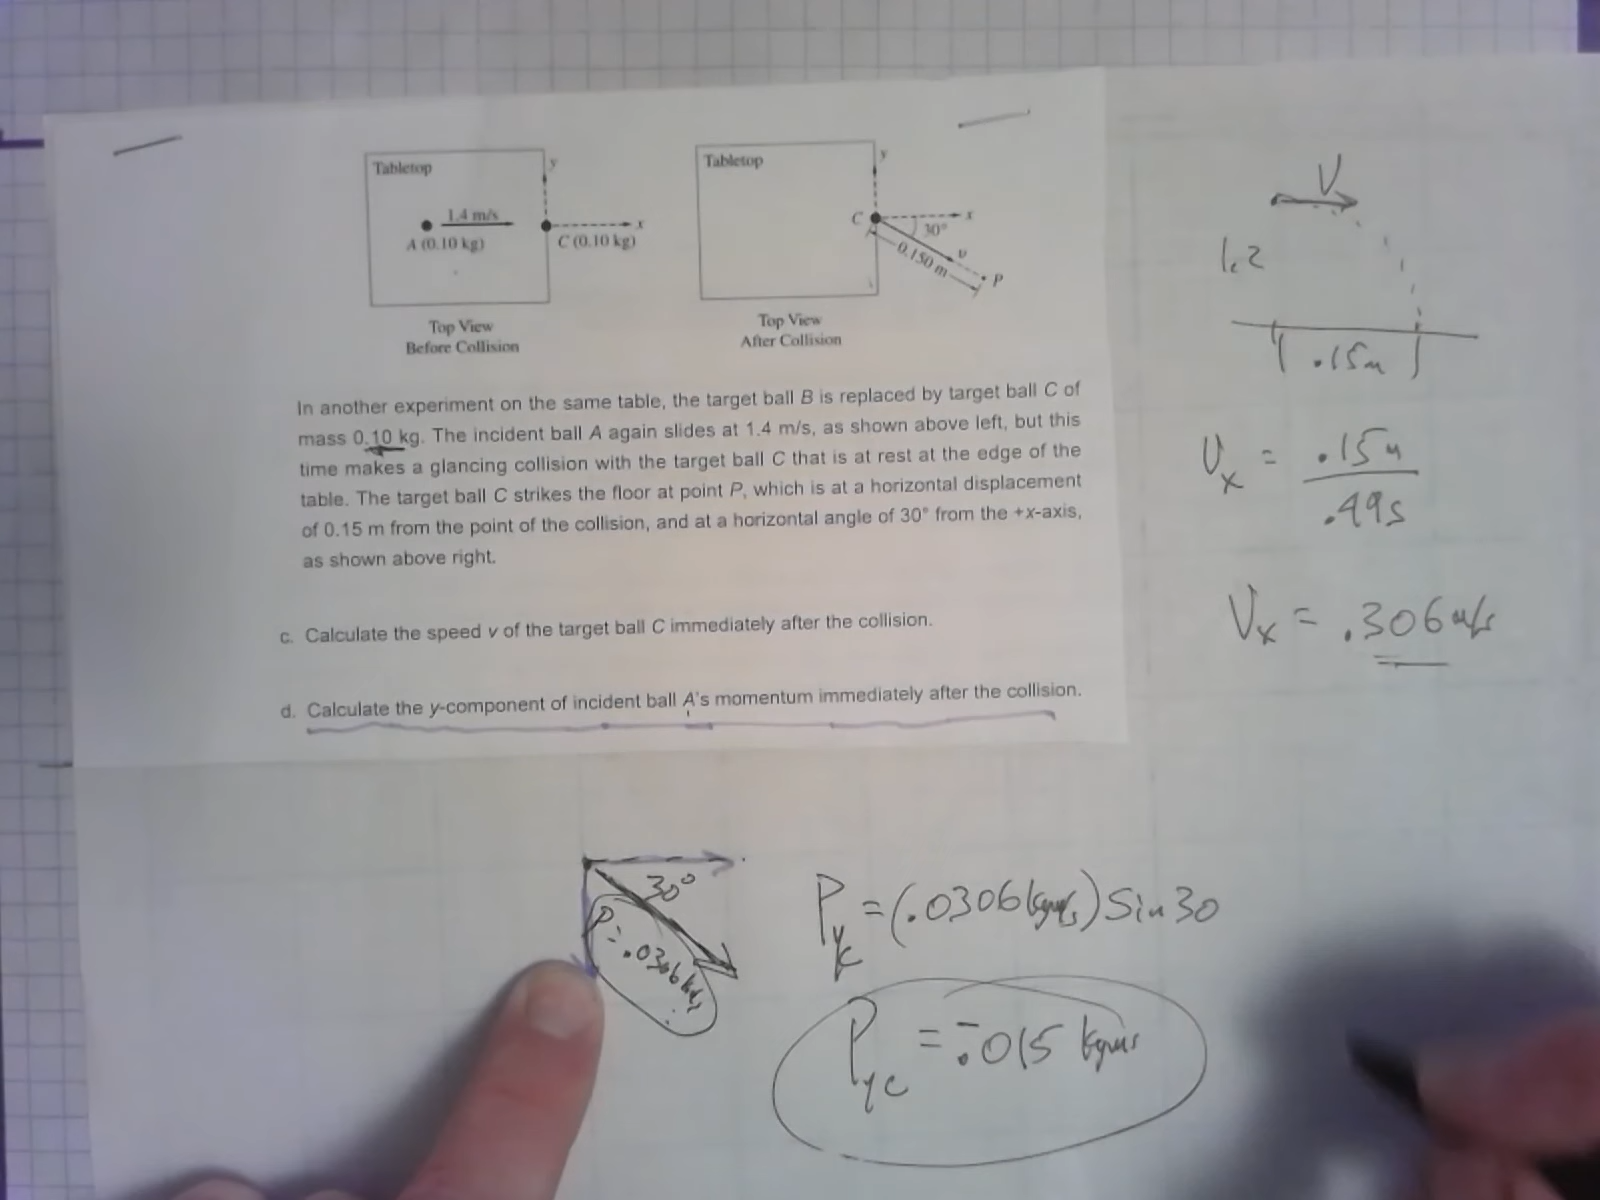 Tabletop
y
1.4 m/s
x
A (0.10 kg)
C (0.10 kg)
Top View
Before Collision
Tabletop
y
C
x
30°
0.150 m
v
P
Top View
After Collision
V
1.2
.15m
In another experiment on the same table, the target ball B is replaced by target ball C of
mass 0.10 kg. The incident ball A again slides at 1.4 m/s, as shown above left, but this
time makes a glancing collision with the target ball C that is at rest at the edge of the
table. The target ball C strikes the floor at point P, which is at a horizontal displacement
of 0.15 m from the point of the collision, and at a horizontal angle of 30° from the +x-axis,
as shown above right.
Vx = .15m
.49s
Vx = .306 m/s
c. Calculate the speed v of the target ball C immediately after the collision.
d. Calculate the y-component of incident ball A's momentum immediately after the collision.
30°
P = .0306
Pyc = (.0306 kgm/s) Sin 30
Pyc = -.015 kgm/s